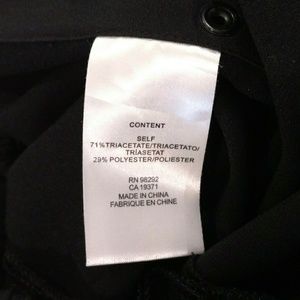 CONTENT
SELF
71%TRIACETATE/TRIACETATO/
TRIASETAT
29% POLYESTER/POLIESTER
RN 98292
CA 19371
MADE IN CHINA
FABRIQUE EN CHINE